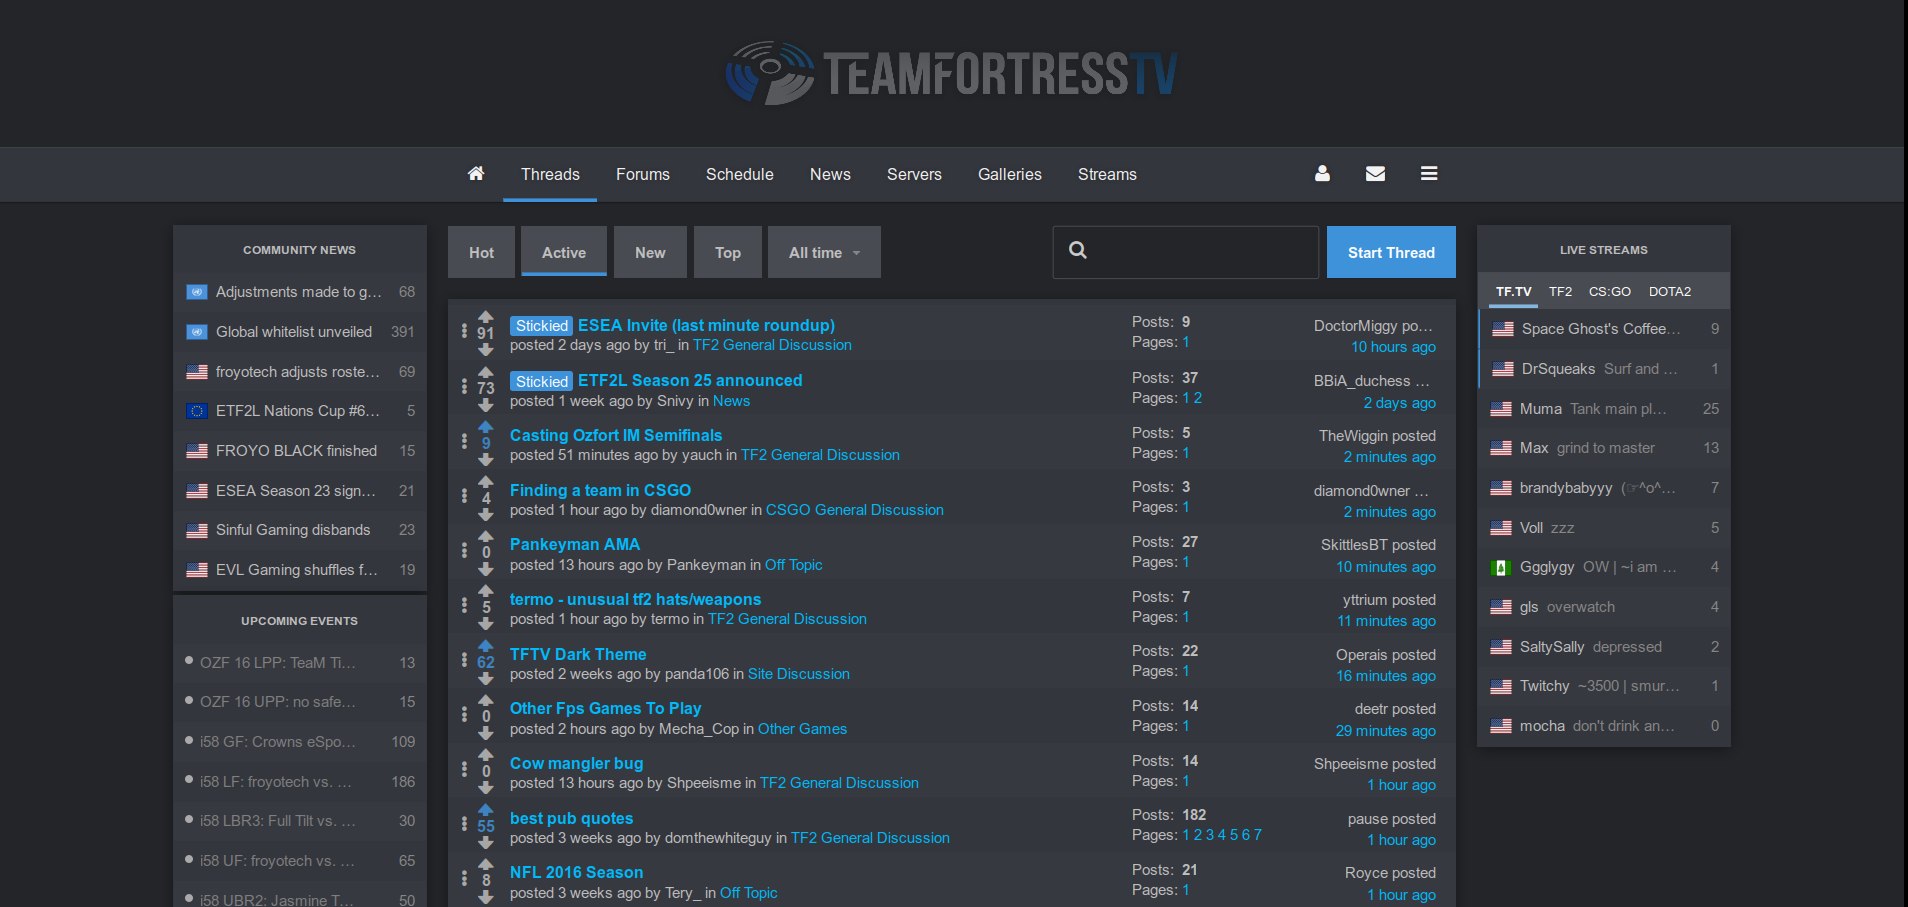 TEAMFORTRESSTV
Threads Forums Schedule News Servers Galleries Streams
COMMUNITY NEWS
Adjustments made to g... 68
Global whitelist unveiled 391
froyotech adjusts roste... 69
ETF2L Nations Cup #6... 5
FROYO BLACK finished 15
ESEA Season 23 sign... 21
Sinful Gaming disbands 23
EVL Gaming shuffles f... 19
UPCOMING EVENTS
OZF 16 LPP: TeaM Ti... 13
OZF 16 UPP: no safe... 15
i58 GF: Crowns eSpo... 109
i58 LF: froyotech vs. ... 186
i58 LBR3: Full Tilt vs. ... 30
i58 UF: froyotech vs. ... 65
i58 UBR2: Jasmine T... 50
Hot Active New Top All time Start Thread
91 Stickied ESEA Invite (last minute roundup) Posts: 9 DoctorMiggy po...
posted 2 days ago by tri_ in TF2 General Discussion Pages: 1 10 hours ago
73 Stickied ETF2L Season 25 announced Posts: 37 BBiA_duchess ...
posted 1 week ago by Snivy in News Pages: 1 2 2 days ago
9 Casting Ozfort IM Semifinals Posts: 5 TheWiggin posted
posted 51 minutes ago by yauch in TF2 General Discussion Pages: 1 2 minutes ago
4 Finding a team in CSGO Posts: 3 diamond0wner ...
posted 1 hour ago by diamond0wner in CSGO General Discussion Pages: 1 2 minutes ago
0 Pankeyman AMA Posts: 27 SkittlesBT posted
posted 13 hours ago by Pankeyman in Off Topic Pages: 1 10 minutes ago
5 termo - unusual tf2 hats/weapons Posts: 7 yttrium posted
posted 1 hour ago by termo in TF2 General Discussion Pages: 1 11 minutes ago
62 TFTV Dark Theme Posts: 22 Operais posted
posted 2 weeks ago by panda106 in Site Discussion Pages: 1 16 minutes ago
0 Other Fps Games To Play Posts: 14 deetr posted
posted 2 hours ago by Mecha_Cop in Other Games Pages: 1 29 minutes ago
0 Cow mangler bug Posts: 14 Shpeeisme posted
posted 13 hours ago by Shpeeisme in TF2 General Discussion Pages: 1 1 hour ago
55 best pub quotes Posts: 182 pause posted
posted 3 weeks ago by domthewhiteguy in TF2 General Discussion Pages: 1 2 3 4 5 6 7 1 hour ago
8 NFL 2016 Season Posts: 21 Royce posted
posted 3 weeks ago by Tery_ in Off Topic Pages: 1 1 hour ago
LIVE STREAMS
TF.TV TF2 CS:GO DOTA2
Space Ghost's Coffee... 9
DrSqueaks Surf and ... 1
Muma Tank main pl... 25
Max grind to master 13
brandybabyyy (☞^o^... 7
Voll zzz 5
Ggglygy OW | ~i am ... 4
gls overwatch 4
SaltySally depressed 2
Twitchy ~3500 | smur... 1
mocha don't drink an... 0